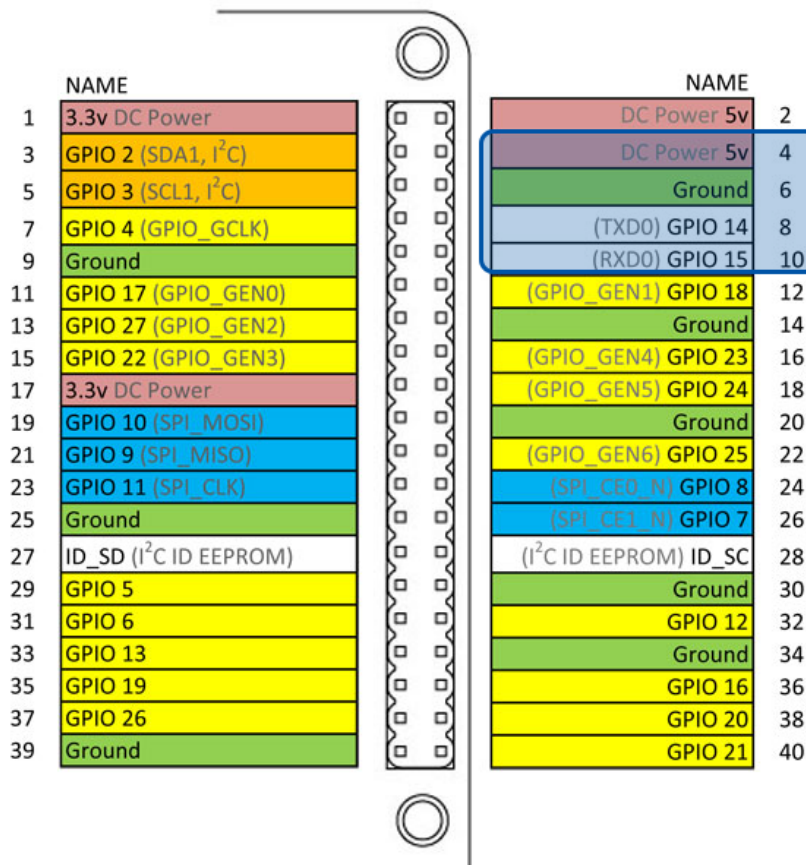 NAME NAME
1 3.3v DC Power DC Power 5v 2
3 GPIO 2 (SDA1, I²C) DC Power 5v 4
5 GPIO 3 (SCL1, I²C) Ground 6
7 GPIO 4 (GPIO_GCLK) (TXD0) GPIO 14 8
9 Ground (RXD0) GPIO 15 10
11 GPIO 17 (GPIO_GEN0) (GPIO_GEN1) GPIO 18 12
13 GPIO 27 (GPIO_GEN2) Ground 14
15 GPIO 22 (GPIO_GEN3) (GPIO_GEN4) GPIO 23 16
17 3.3v DC Power (GPIO_GEN5) GPIO 24 18
19 GPIO 10 (SPI_MOSI) Ground 20
21 GPIO 9 (SPI_MISO) (GPIO_GEN6) GPIO 25 22
23 GPIO 11 (SPI_CLK) (SPI_CE0_N) GPIO 8 24
25 Ground (SPI_CE1_N) GPIO 7 26
27 ID_SD (I²C ID EEPROM) (I²C ID EEPROM) ID_SC 28
29 GPIO 5 Ground 30
31 GPIO 6 GPIO 12 32
33 GPIO 13 Ground 34
35 GPIO 19 GPIO 16 36
37 GPIO 26 GPIO 20 38
39 Ground GPIO 21 40